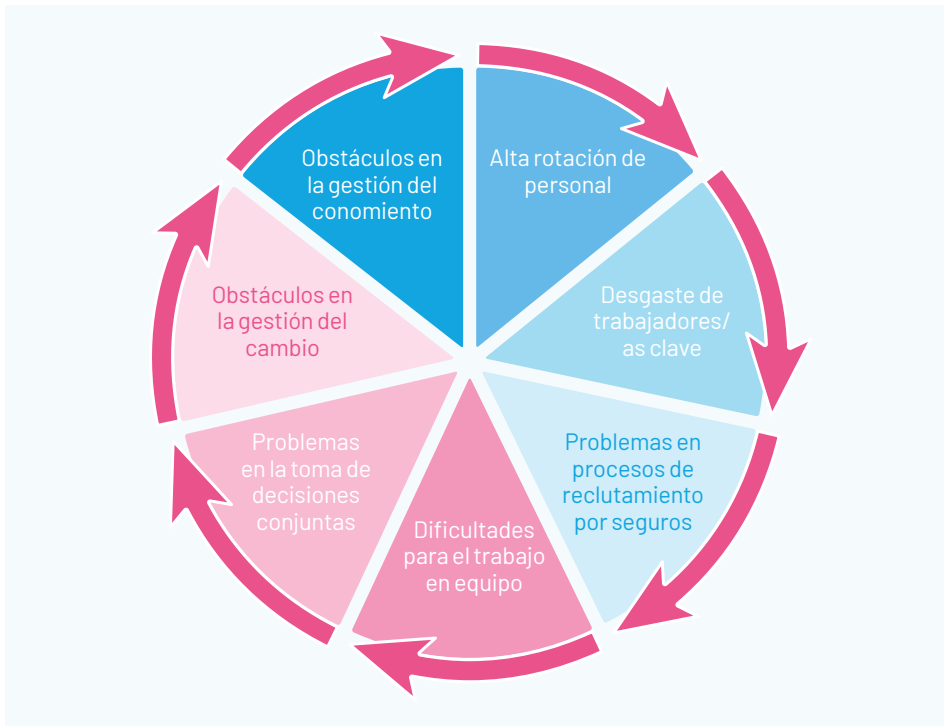 Alta rotación de
personal
Desgaste de
trabajadores/
as clave
Problemas en
procesos de
reclutamiento
por seguros
Dificultades
para el trabajo
en equipo
Problemas
en la toma de
decisiones
conjuntas
Obstáculos en
la gestión del
cambio
Obstáculos en
la gestión del
conomiento